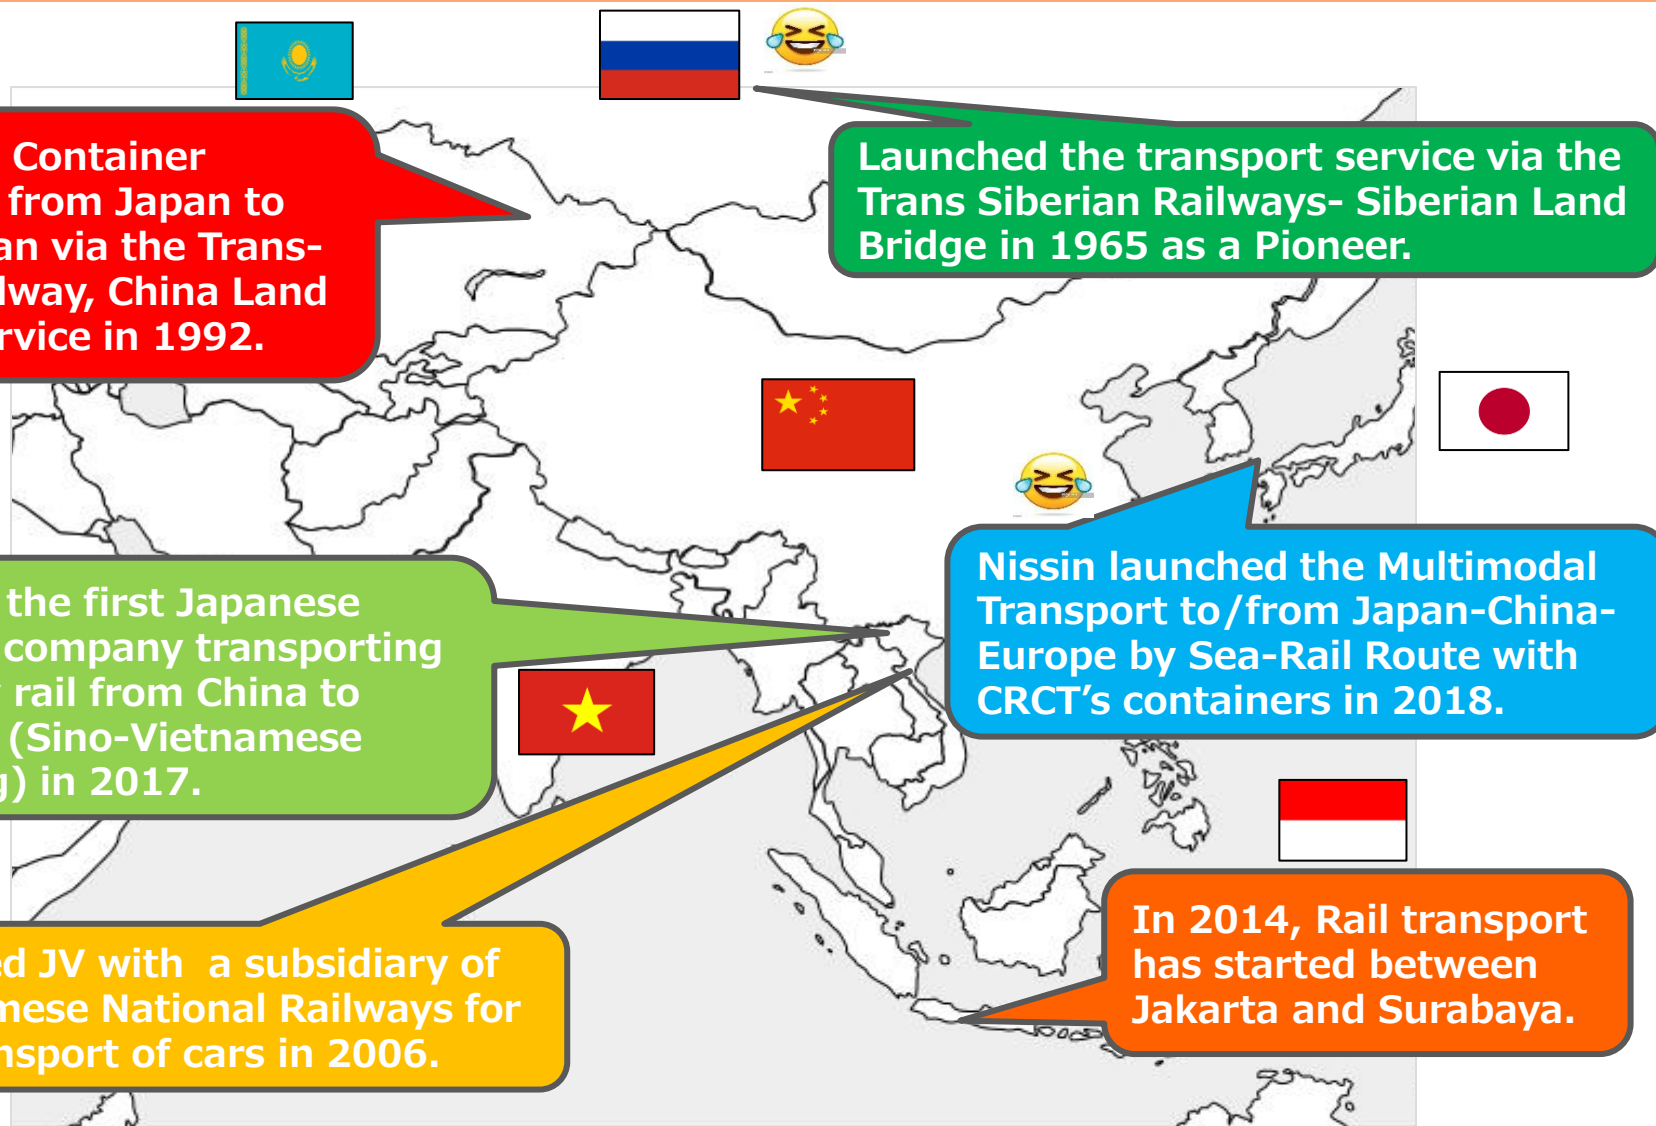 Container
from Japan to
an via the Trans-
lway, China Land
rvice in 1992.
Launched the transport service via the
Trans Siberian Railways- Siberian Land
Bridge in 1965 as a Pioneer.
the first Japanese
company transporting
rail from China to
(Sino-Vietnamese
g) in 2017.
Nissin launched the Multimodal
Transport to/from Japan-China-
Europe by Sea-Rail Route with
CRCT’s containers in 2018.
ed JV with a subsidiary of
mese National Railways for
nsport of cars in 2006.
In 2014, Rail transport
has started between
Jakarta and Surabaya.